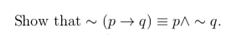 Show that ∼ (p → q) ≡ p∧ ∼ q.